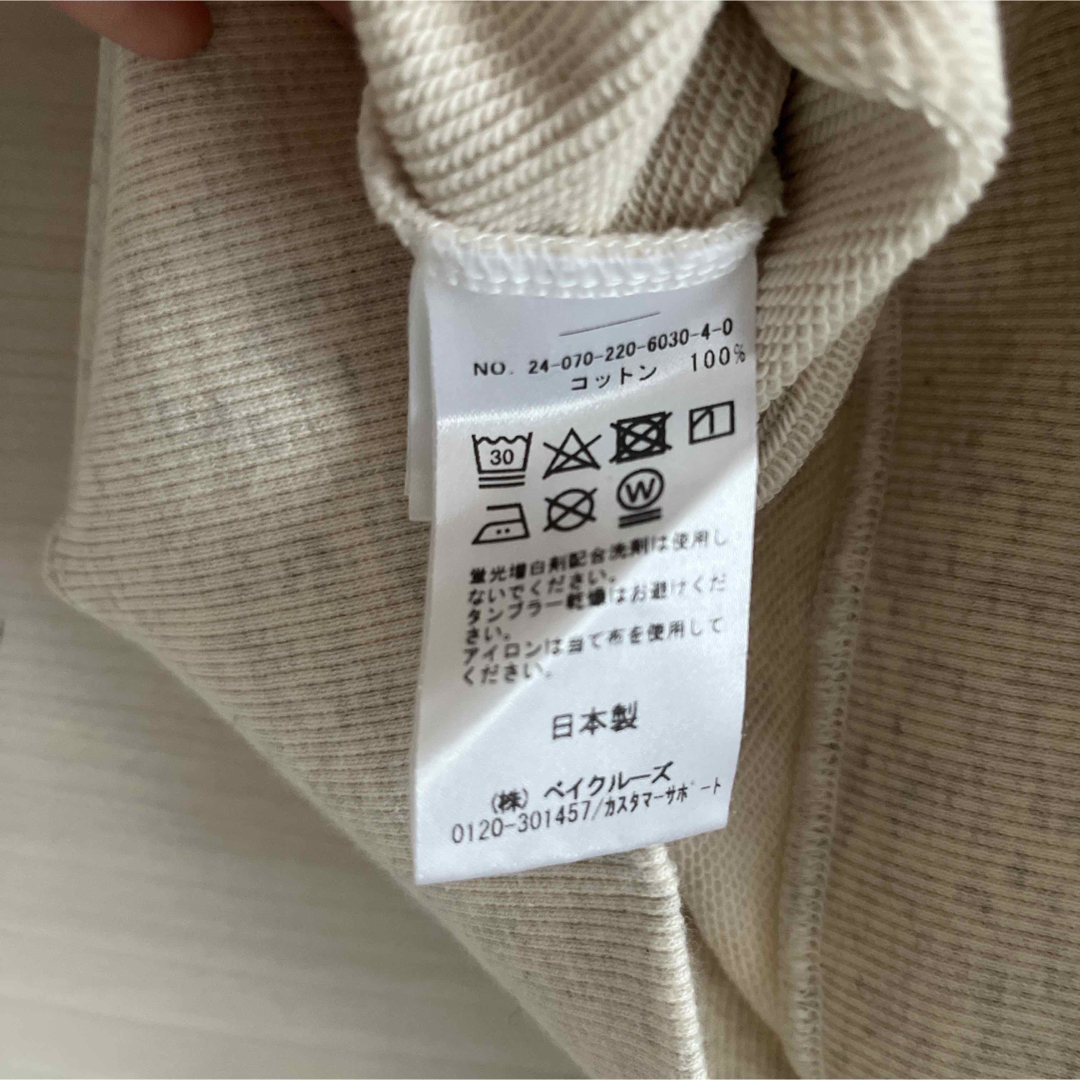 NO. 24-070-220-6030-4-0
コットン 100%
30
W
蛍光増白剤配合洗剤は使用し
ないでください。
タンブラー乾燥はお避けくだ
さい。
アイロンは当て布を使用して
ください。
日本製
(株) ベイクルーズ
0120-301457/カスタマーサポート